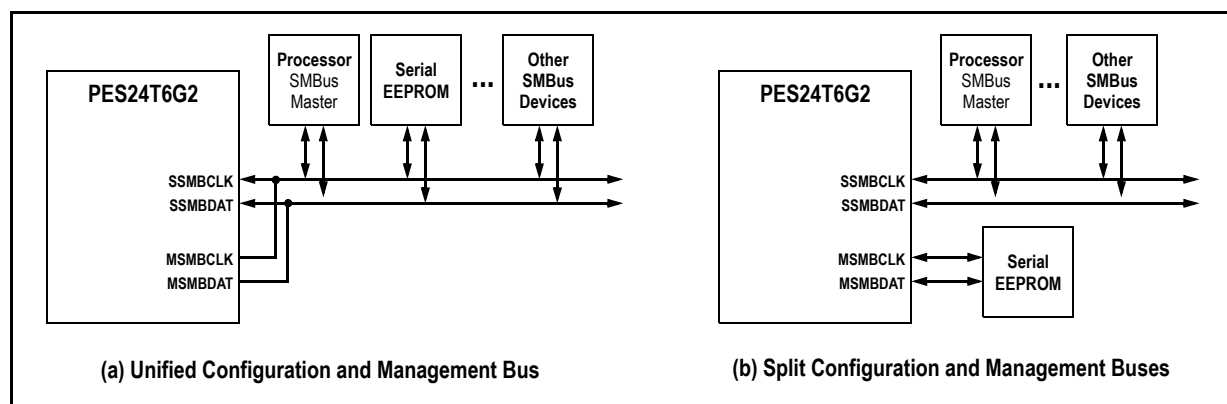 PES24T6G2
Processor
SMBus
Master
Serial
EEPROM
...
Other
SMBus
Devices
SSMBCLK
SSMBDAT
MSMBCLK
MSMBDAT
(a) Unified Configuration and Management Bus
PES24T6G2
Processor
SMBus
Master
...
Other
SMBus
Devices
SSMBCLK
SSMBDAT
MSMBCLK
MSMBDAT
Serial
EEPROM
(b) Split Configuration and Management Buses